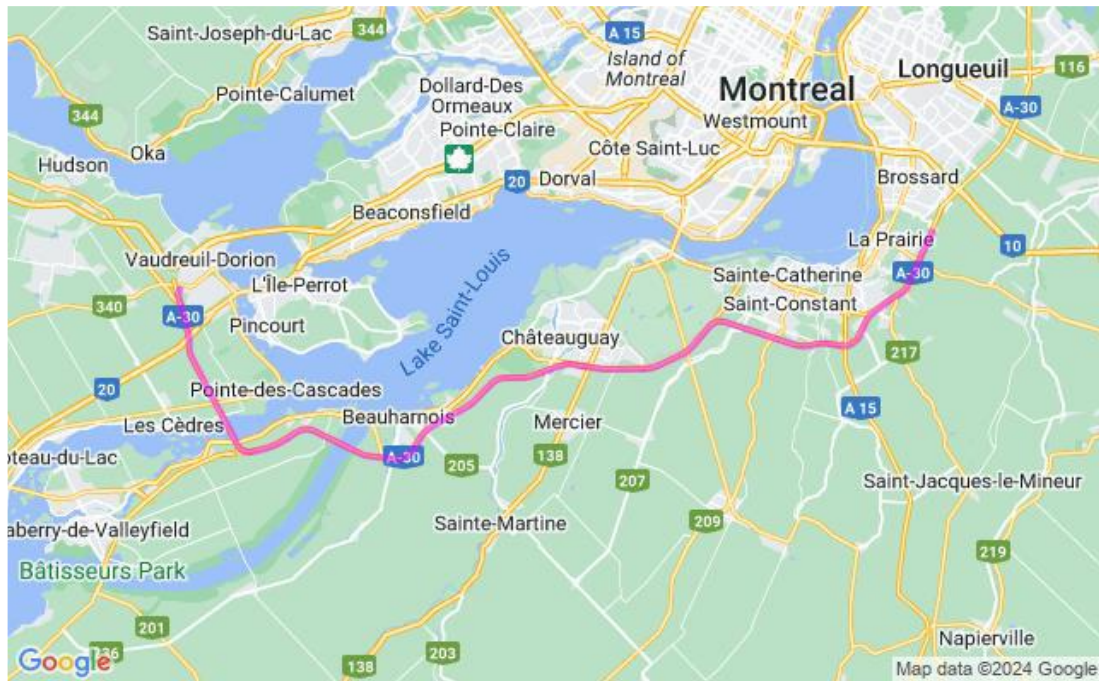 Saint-Joseph-du-Lac
344
A 15
Island of
Montreal
Longueuil
116
Pointe-Calumet
Dollard-Des
Ormeaux
Montreal
A-30
344
Pointe-Claire
Westmount
Hudson
Oka
Côte Saint-Luc
20
Dorval
Brossard
Beaconsfield
La Prairie
10
Vaudreuil-Dorion
Sainte-Catherine
A-30
L'Île-Perrot
340
A-30
Saint-Constant
Pincourt
Lake Saint-Louis
Châteauguay
217
20
Pointe-des-Cascades
A 15
Les Cèdres
Beauharnois
Mercier
oteau-du-Lac
A-30
205
138
207
Saint-Jacques-le-Mineur
aberry-de-Valleyfield
Sainte-Martine
209
219
Bâtisseurs Park
201
Napierville
236
203
138
Google
Map data ©2024 Google